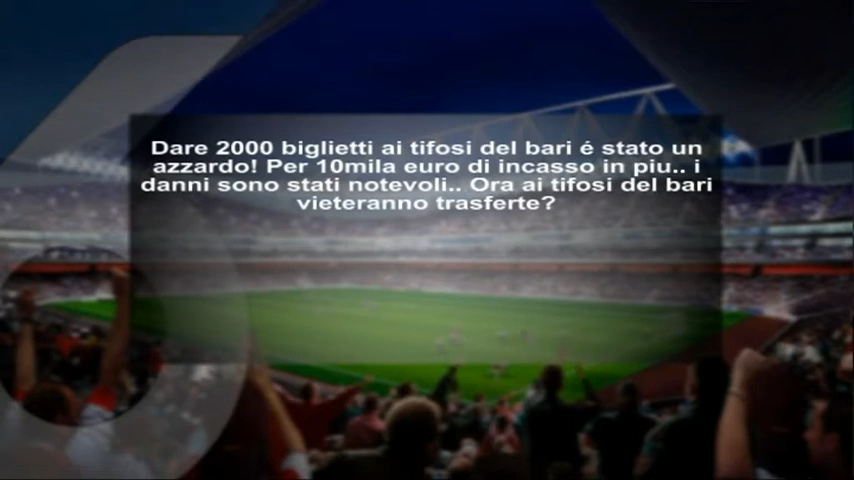 Dare 2000 biglietti ai tifosi del bari é stato un
azzardo! Per 10mila euro di incasso in piu.. i
danni sono stati notevoli.. Ora ai tifosi del bari
vieteranno trasferte?